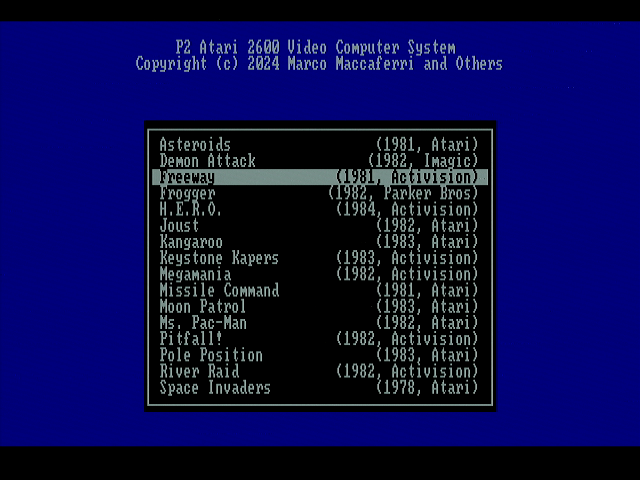 P2 Atari 2600 Video Computer System
Copyright (c) 2024 Marco Maccaferri and Others
Asteroids (1981, Atari)
Demon Attack (1982, Imagic)
Freeway (1981, Activision)
Frogger (1982, Parker Bros)
H.E.R.O. (1984, Activision)
Joust (1982, Atari)
Kangaroo (1983, Atari)
Keystone Kapers (1983, Activision)
Megamania (1982, Activision)
Missile Command (1981, Atari)
Moon Patrol (1983, Atari)
Ms. Pac-Man (1982, Atari)
Pitfall! (1982, Activision)
Pole Position (1983, Atari)
River Raid (1982, Activision)
Space Invaders (1978, Atari)